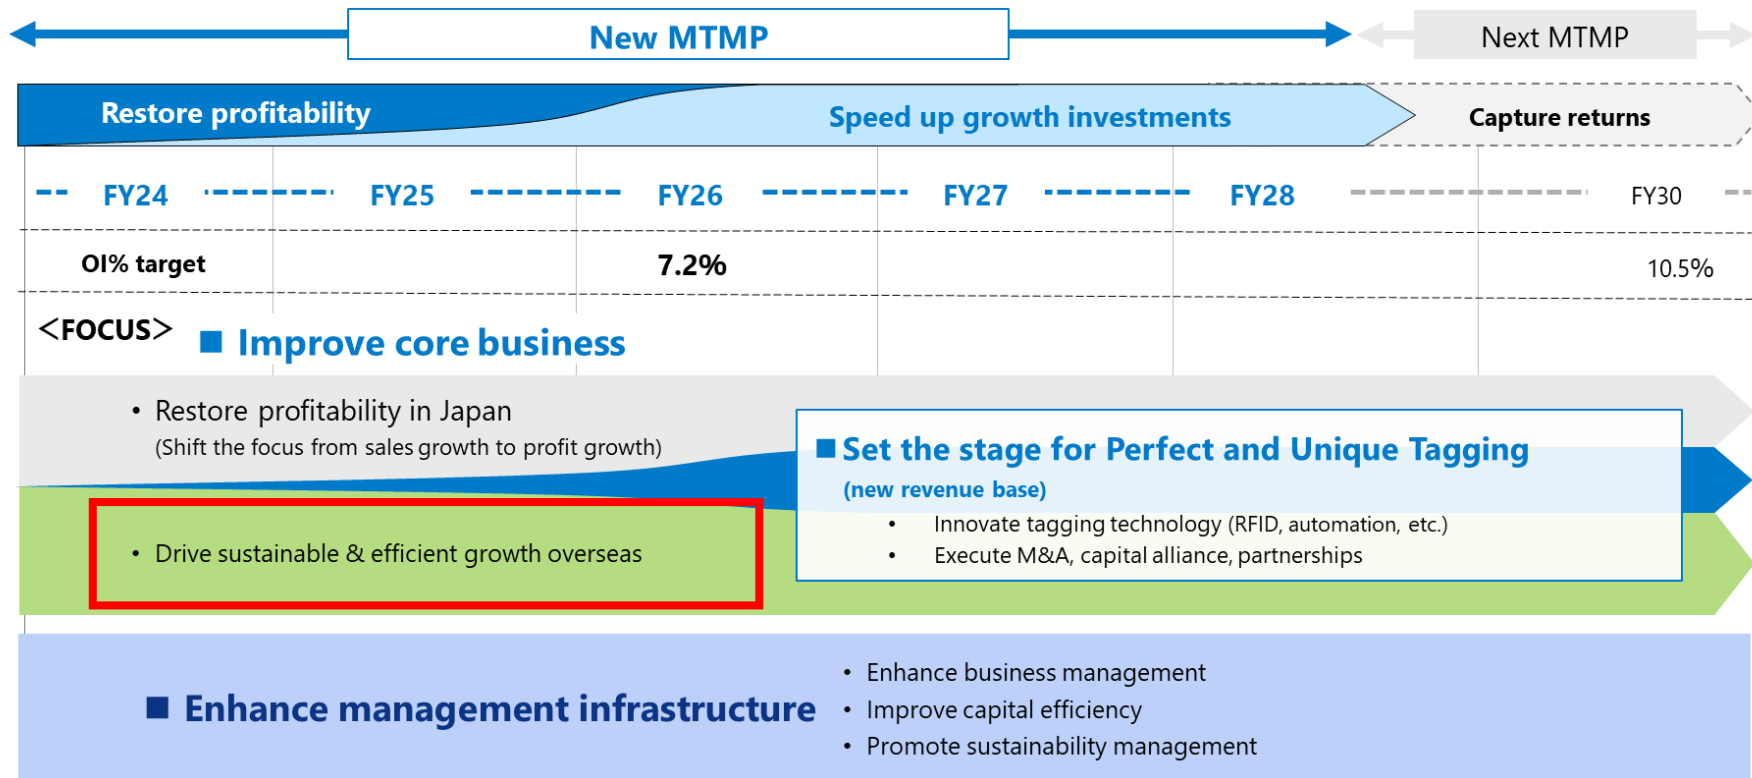 New MTMP
Next MTMP
Restore profitability
Speed up growth investments
Capture returns
FY24
FY25
FY26
FY27
FY28
FY30
OI% target
7.2%
10.5%
<FOCUS>
■ Improve core business
• Restore profitability in Japan
(Shift the focus from sales growth to profit growth)
■ Set the stage for Perfect and Unique Tagging
(new revenue base)
• Innovate tagging technology (RFID, automation, etc.)
• Execute M&A, capital alliance, partnerships
• Drive sustainable & efficient growth overseas
■ Enhance management infrastructure
• Enhance business management
• Improve capital efficiency
• Promote sustainability management